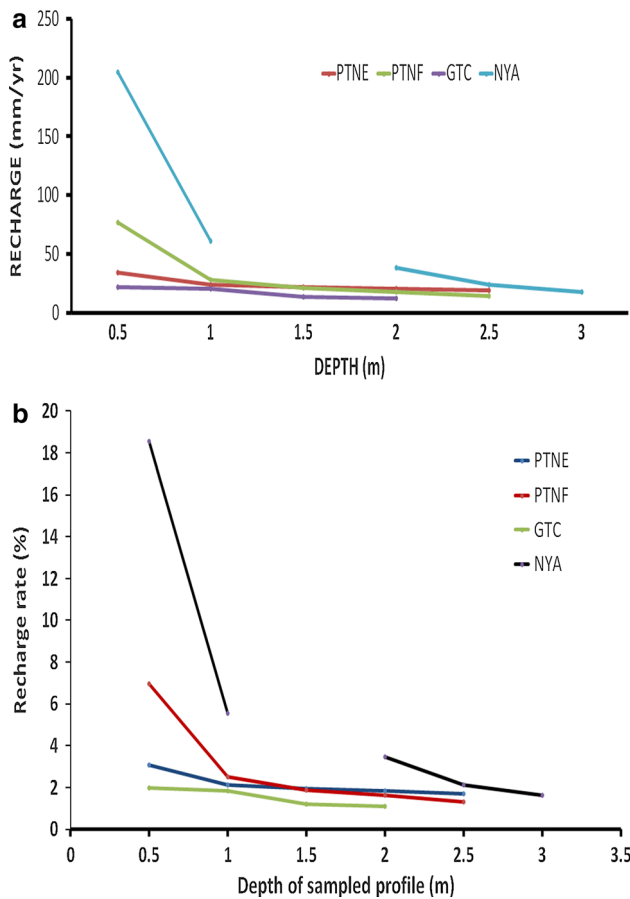 a
250
200
150
100
50
0
RECHARGE (mm/yr)
PTNE PTNF GTC NYA
0.5 1 1.5 2 2.5 3
DEPTH (m)
b
20
18
16
14
12
10
8
6
4
2
0
Recharge rate (%)
PTNE
PTNF
GTC
NYA
0 0.5 1 1.5 2 2.5 3 3.5
Depth of sampled profile (m)